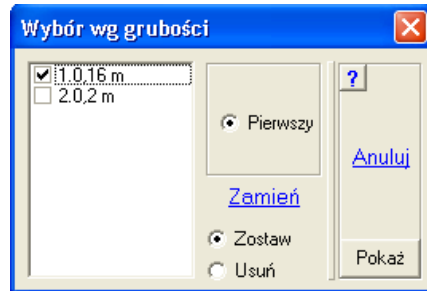 Wybór wg grubości
1.0,16 m
2.0,2 m
Pierwszy
Zamień
Zostaw
Usuń
?
Anuluj
Pokaż